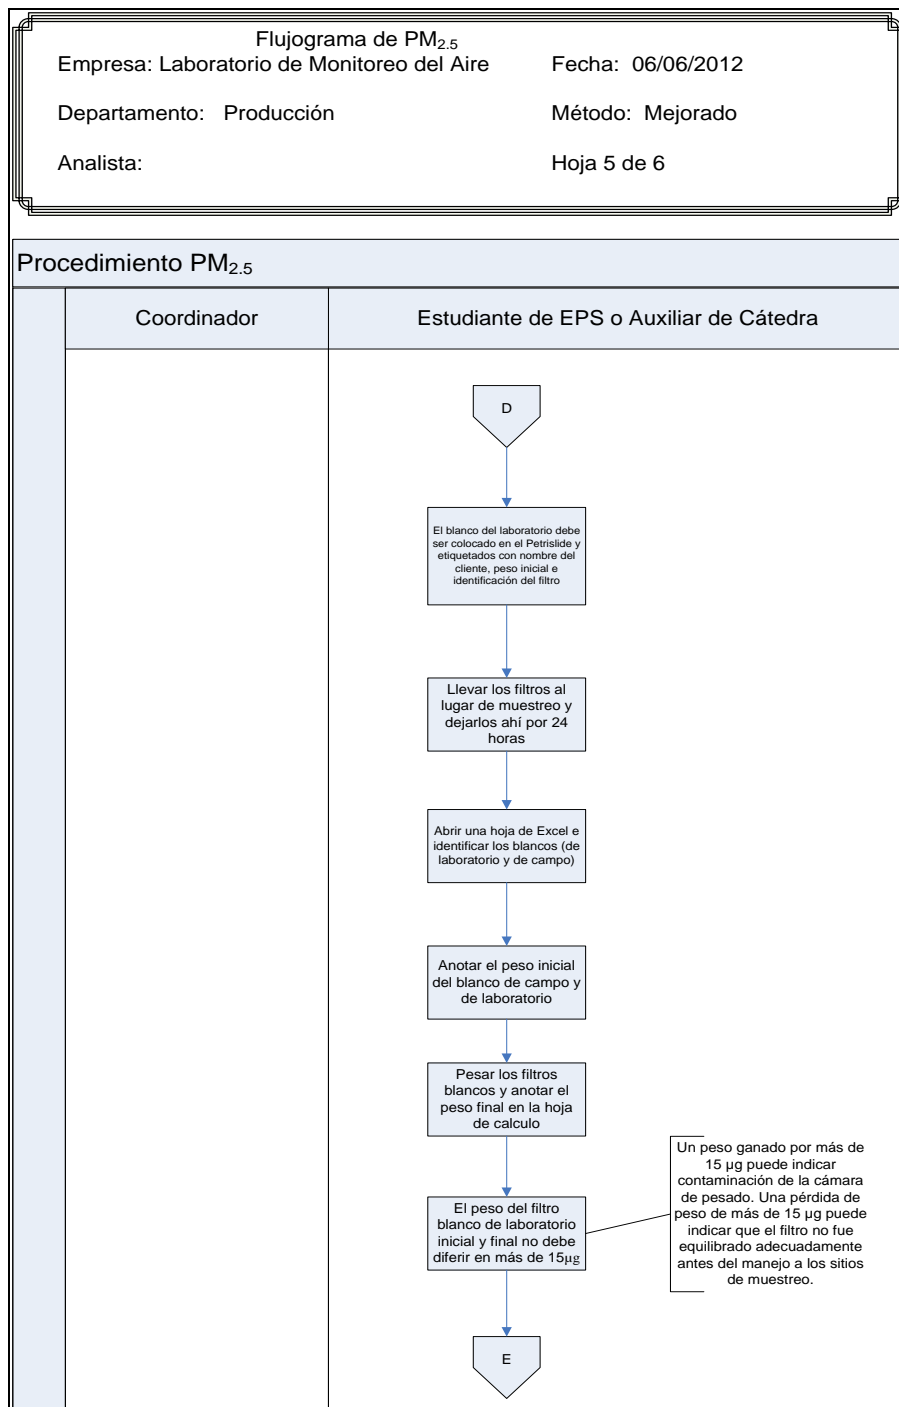 Flujograma de PM2.5
Empresa: Laboratorio de Monitoreo del Aire Fecha: 06/06/2012
Departamento: Producción Método: Mejorado
Analista: Hoja 5 de 6
Procedimiento PM2.5
Coordinador Estudiante de EPS o Auxiliar de Cátedra
D
El blanco del laboratorio debe
ser colocado en el Petrislide y
etiquetados con nombre del
cliente, peso inicial e
identificación del filtro
Llevar los filtros al
lugar de muestreo y
dejarlos ahí por 24
horas
Abrir una hoja de Excel e
identificar los blancos (de
laboratorio y de campo)
Anotar el peso inicial
del blanco de campo y
de laboratorio
Pesar los filtros
blancos y anotar el
peso final en la hoja
de calculo
El peso del filtro
blanco de laboratorio
inicial y final no debe
diferir en más de 15µg
Un peso ganado por más de
15 µg puede indicar
contaminación de la cámara
de pesado. Una pérdida de
peso de más de 15 µg puede
indicar que el filtro no fue
equilibrado adecuadamente
antes del manejo a los sitios
de muestreo.
E